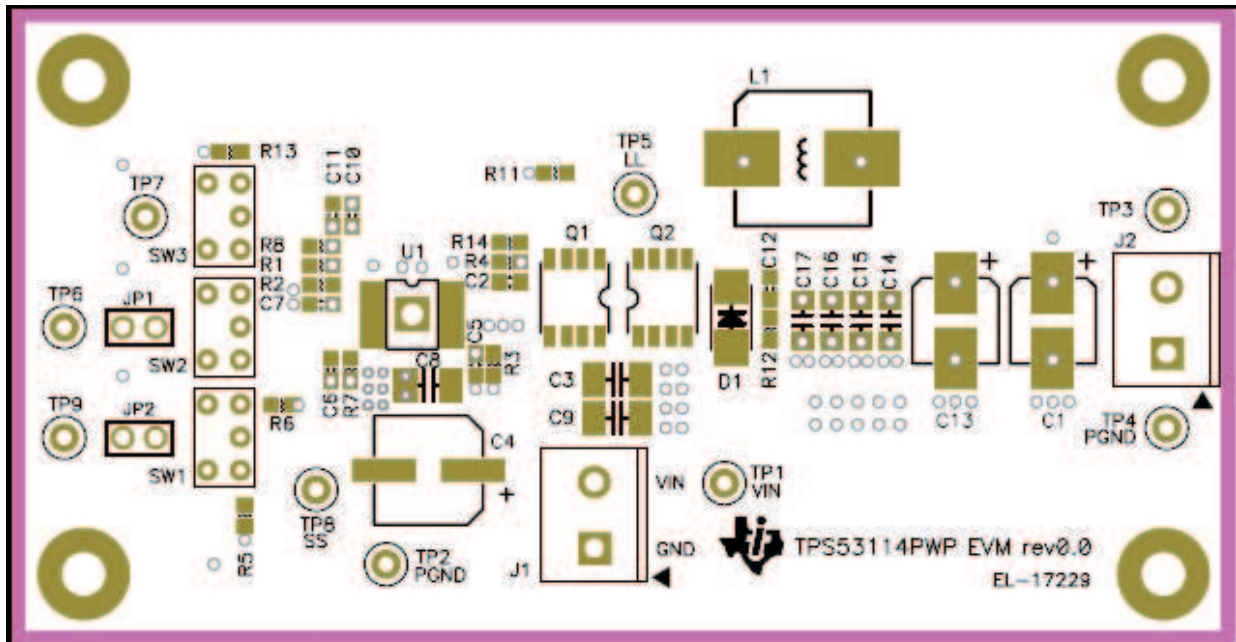 L1
TP5
LL
R13
C11
C10
R11
TP7
TP3
J2
SW3
R8
R1
R2
C7
U1
R14
R4
C2
Q1
Q2
C12
C17
C16
C15
C14
+
+
TP6
JP1
SW2
C5
R3
C8
C6
R7
C3
C9
D1
R12
C13
C1
TP9
JP2
SW1
R6
C4
+
TP4
PGND
TP8
SS
VIN
TP1
VIN
R5
TP2
PGND
J1
GND
TPS53114PWP EVM rev0.0
EL-17229